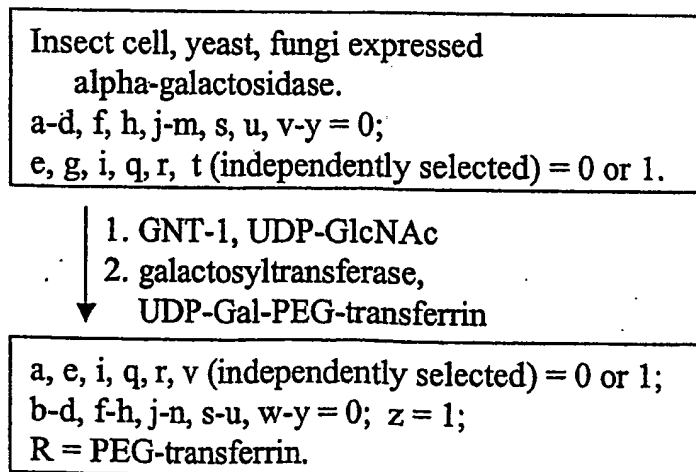 Insect cell, yeast, fungi expressed
alpha-galactosidase.
a-d, f, h, j-m, s, u, v-y = 0;
e, g, i, q, r, t (independently selected) = 0 or 1.
1. GNT-1, UDP-GlcNAc
2. galactosyltransferase,
UDP-Gal-PEG-transferrin
a, e, i, q, r, v (independently selected) = 0 or 1;
b-d, f-h, j-n, s-u, w-y = 0; z = 1;
R = PEG-transferrin.